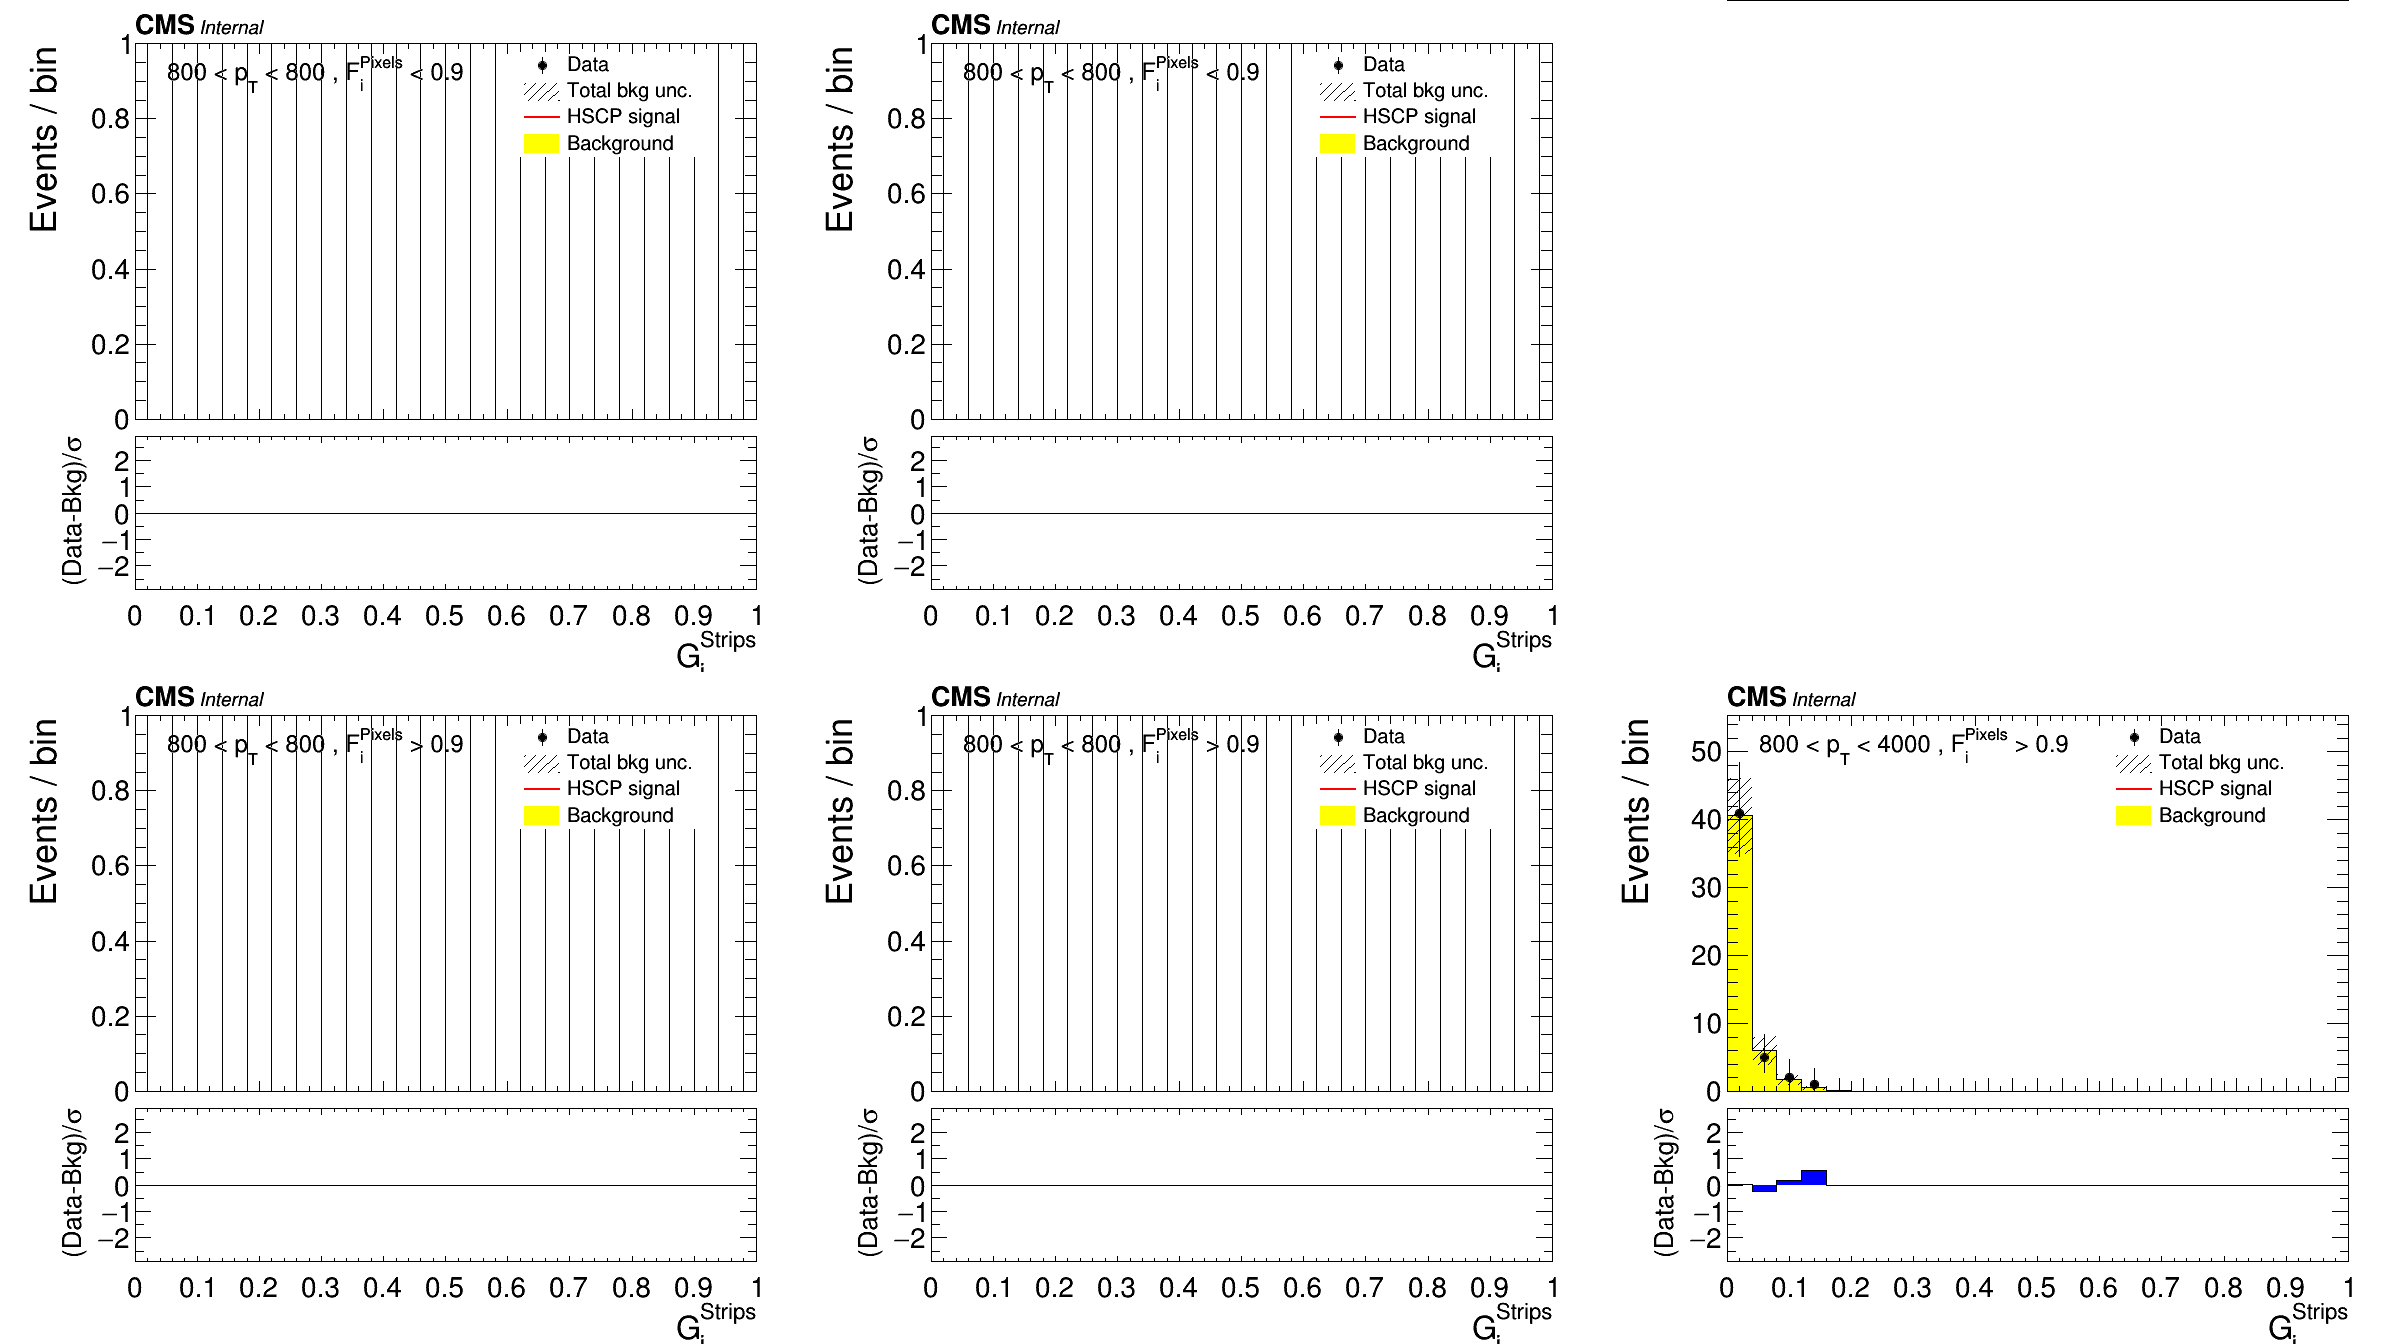 CMS Internal
800 < p_T < 800 , F_i^Pixels < 0.9
Data
Total bkg unc.
HSCP signal
Background
Events / bin
1
0.8
0.6
0.4
0.2
0
(Data-Bkg)/σ
2
1
0
−1
−2
0 0.1 0.2 0.3 0.4 0.5 0.6 0.7 0.8 0.9 1
G_i^Strips
CMS Internal
800 < p_T < 800 , F_i^Pixels < 0.9
Data
Total bkg unc.
HSCP signal
Background
Events / bin
1
0.8
0.6
0.4
0.2
0
(Data-Bkg)/σ
2
1
0
−1
−2
0 0.1 0.2 0.3 0.4 0.5 0.6 0.7 0.8 0.9 1
G_i^Strips
CMS Internal
800 < p_T < 800 , F_i^Pixels > 0.9
Data
Total bkg unc.
HSCP signal
Background
Events / bin
1
0.8
0.6
0.4
0.2
0
(Data-Bkg)/σ
2
1
0
−1
−2
0 0.1 0.2 0.3 0.4 0.5 0.6 0.7 0.8 0.9 1
G_i^Strips
CMS Internal
800 < p_T < 800 , F_i^Pixels > 0.9
Data
Total bkg unc.
HSCP signal
Background
Events / bin
1
0.8
0.6
0.4
0.2
0
(Data-Bkg)/σ
2
1
0
−1
−2
0 0.1 0.2 0.3 0.4 0.5 0.6 0.7 0.8 0.9 1
G_i^Strips
CMS Internal
800 < p_T < 4000 , F_i^Pixels > 0.9
Data
Total bkg unc.
HSCP signal
Background
Events / bin
50
40
30
20
10
0
(Data-Bkg)/σ
2
1
0
−1
−2
0 0.1 0.2 0.3 0.4 0.5 0.6 0.7 0.8 0.9 1
G_i^Strips